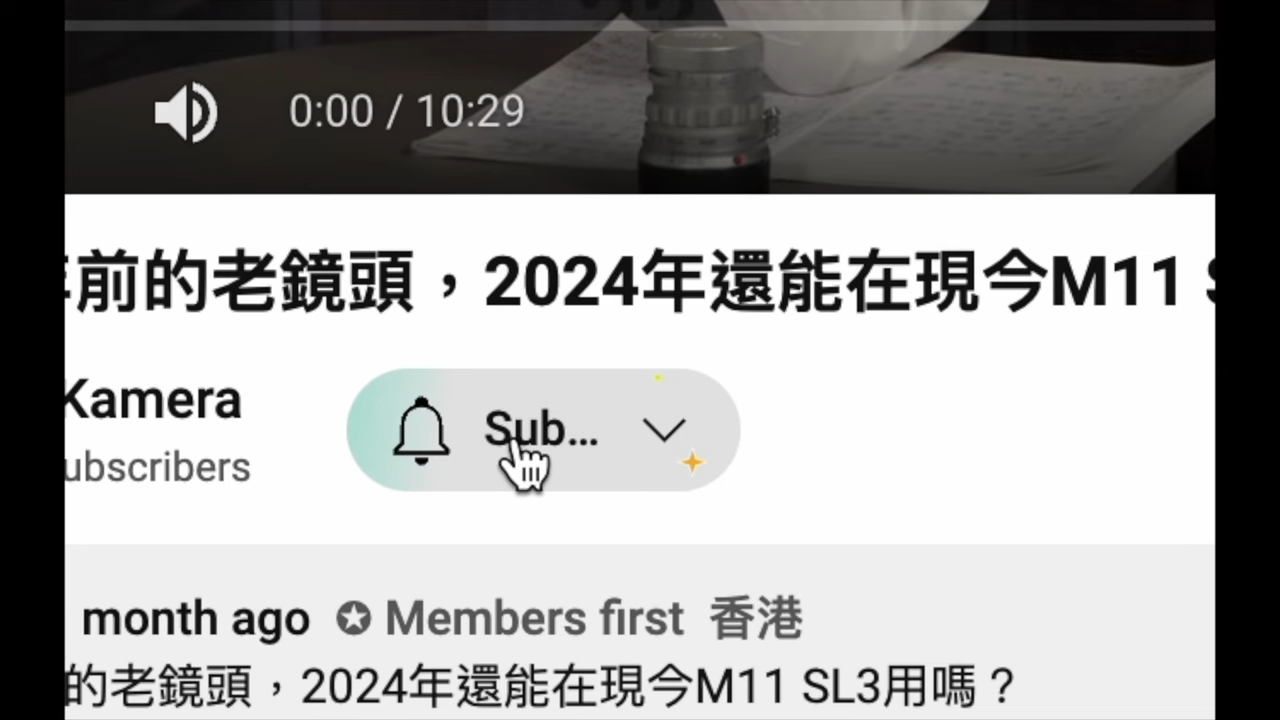 0:00 / 10:29
前的老鏡頭，2024年還能在現今M11
Kamera
Sub...
ubscribers
month ago Members first 香港
的老鏡頭，2024年還能在現今M11 SL3用嗎？